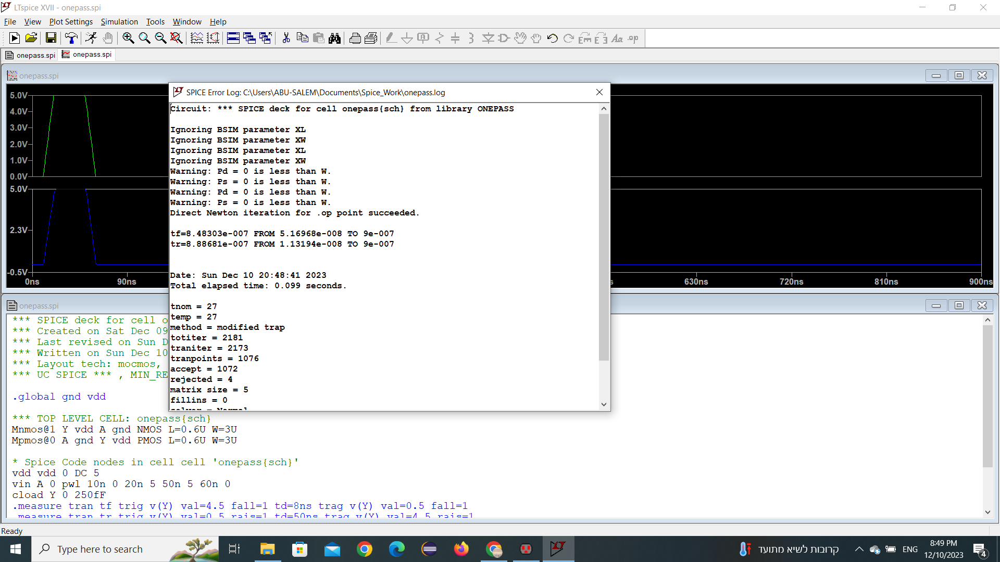 LTspice XVII - onepass.spi
File View Plot Settings Simulation Tools Window Help
onepass.spi onepass.spi
onepass.spi
5.0V
4.0V
3.0V
2.0V
1.0V
0.0V
5.0V
2.3V
-0.5V
0ns 90ns 630ns 720ns 810ns 900ns
SPICE Error Log: C:\Users\ABU-SALEM\Documents\Spice_Work\onepass.log
Circuit: *** SPICE deck for cell onepass{sch} from library ONEPASS
Ignoring BSIM parameter XL
Ignoring BSIM parameter XW
Ignoring BSIM parameter XL
Ignoring BSIM parameter XW
Warning: Pd = 0 is less than W.
Warning: Ps = 0 is less than W.
Warning: Pd = 0 is less than W.
Warning: Ps = 0 is less than W.
Direct Newton iteration for .op point succeeded.
tf=8.48303e-007 FROM 5.16968e-008 TO 9e-007
tr=8.88681e-007 FROM 1.13194e-008 TO 9e-007
Date: Sun Dec 10 20:48:41 2023
Total elapsed time: 0.099 seconds.
tnom = 27
temp = 27
method = modified trap
totiter = 2181
traniter = 2173
tranpoints = 1076
accept = 1072
rejected = 4
matrix size = 5
fillins = 0
solver = Normal
onepass.spi
*** SPICE deck for cell o
*** Created on Sat Dec 09
*** Last revised on Sun D
*** Written on Sun Dec 10
*** Layout tech: mocmos,
*** UC SPICE *** , MIN_RE
.global gnd vdd
*** TOP LEVEL CELL: onepass{sch}
Mnmos@1 Y vdd A gnd NMOS L=0.6U W=3U
Mpmos@0 A gnd Y vdd PMOS L=0.6U W=3U
* Spice Code nodes in cell cell 'onepass{sch}'
vdd vdd 0 DC 5
vin A 0 pwl 10n 0 20n 5 50n 5 60n 0
cload Y 0 250fF
.measure tran tf trig v(Y) val=4.5 fall=1 td=8ns trag v(Y) val=0.5 fall=1
.measure tran tr trig v(Y) val=0.5 rais=1 td=50ns trag v(Y) val=4.5 rais=1
Ready
Type here to search
קרובות לשיא מתועד
ENG
8:49 PM
12/10/2023
4